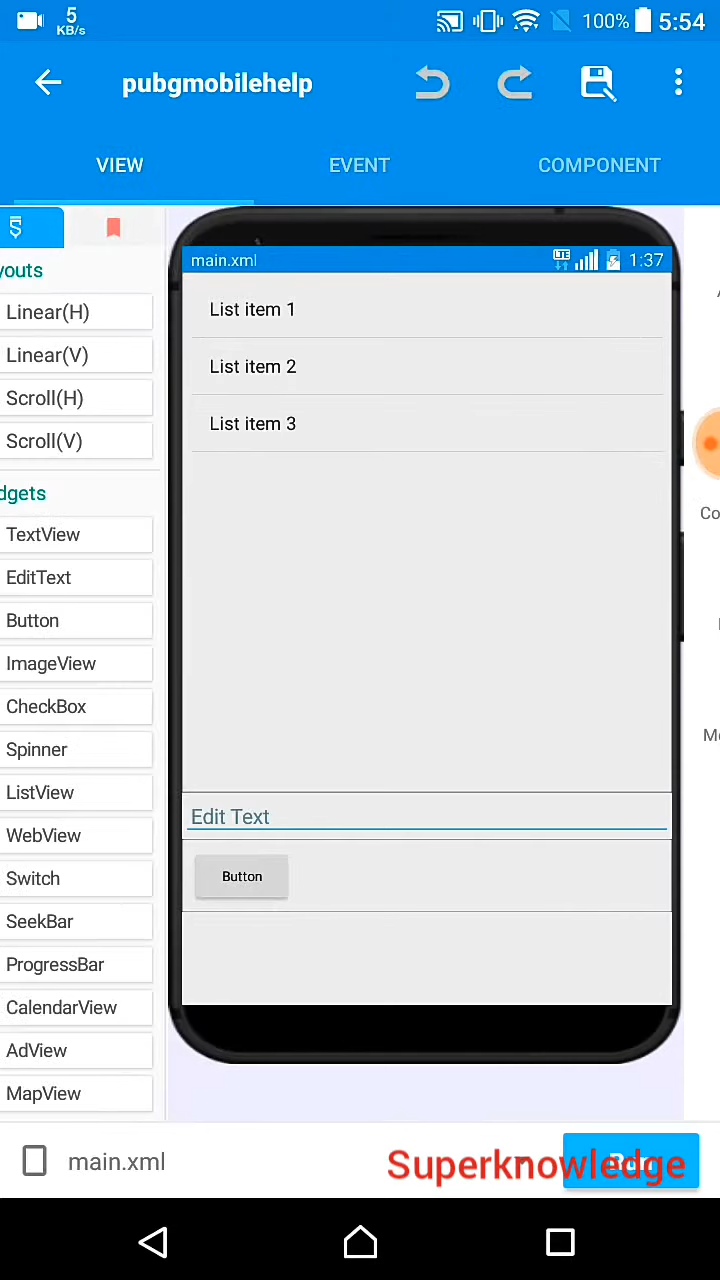 5
KB/s
100%
5:54
pubgmobilehelp
VIEW
EVENT
COMPONENT
youts
Linear(H)
Linear(V)
Scroll(H)
Scroll(V)
dgets
TextView
EditText
Button
ImageView
CheckBox
Spinner
ListView
WebView
Switch
SeekBar
ProgressBar
CalendarView
AdView
MapView
main.xml
LTE
1:37
List item 1
List item 2
List item 3
Edit Text
Button
Co
main.xml
Superknowledge